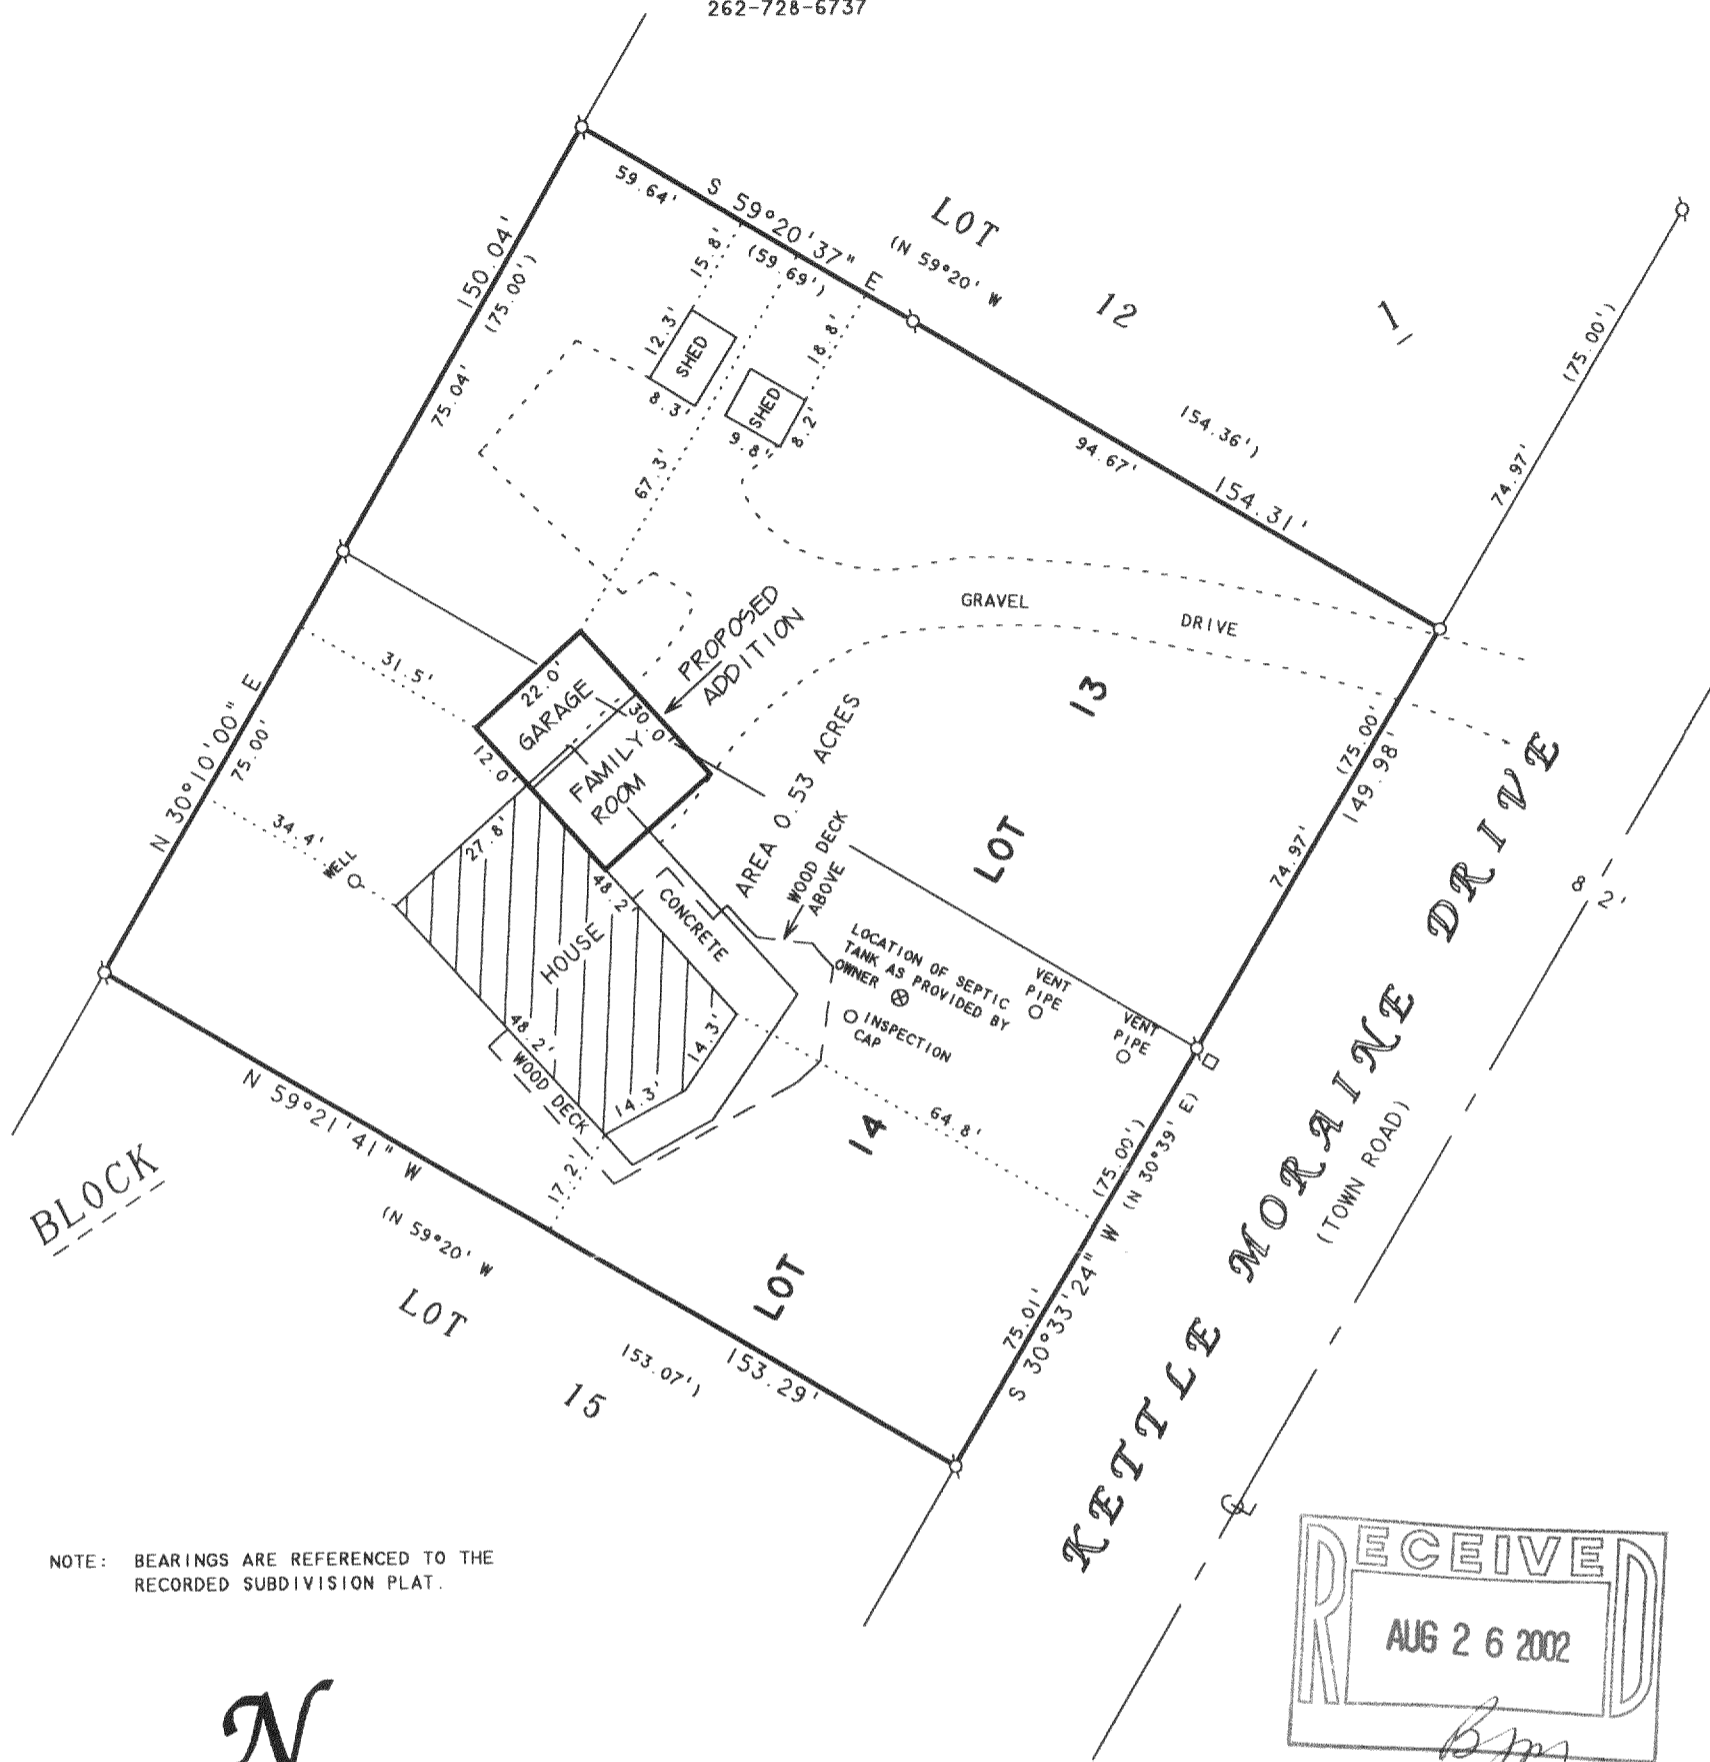 262-728-6737
59.64'
S 59°20'37" E
(59.69')
LOT
12
(N 59°20' W
154.36')
94.67'
154.31'
1
(75.00')
74.97'
150.04'
(75.00')
75.04'
15.8'
12.3'
SHED
8.3'
18.8'
SHED
9.8'
8.2'
67.3'
GRAVEL DRIVE
PROPOSED
ADDITION
31.5'
22.0'
GARAGE
30.0'
12.0'
FAMILY
ROOM
LOT 13
AREA 0.53 ACRES
(75.00')
149.98'
74.97'
N 30°10'00" E
75.00'
34.4'
WELL
27.8'
48.2'
HOUSE
CONCRETE
WOOD DECK
ABOVE
LOCATION OF SEPTIC
TANK AS PROVIDED BY
OWNER
INSPECTION
CAP
VENT
PIPE
VENT
PIPE
48.2'
WOOD DECK
14.3'
14.3'
17.2'
64.8'
LOT 14
(75.00')
(N 30°39' E)
75.01'
S 30°33'24" W
KETTLE MORAINE DRIVE
(TOWN ROAD)
82'
N 59°21'41" W
(N 59°20' W
153.07')
153.29'
BLOCK
LOT
15
NOTE: BEARINGS ARE REFERENCED TO THE
RECORDED SUBDIVISION PLAT.
N
RECEIVED
AUG 26 2002